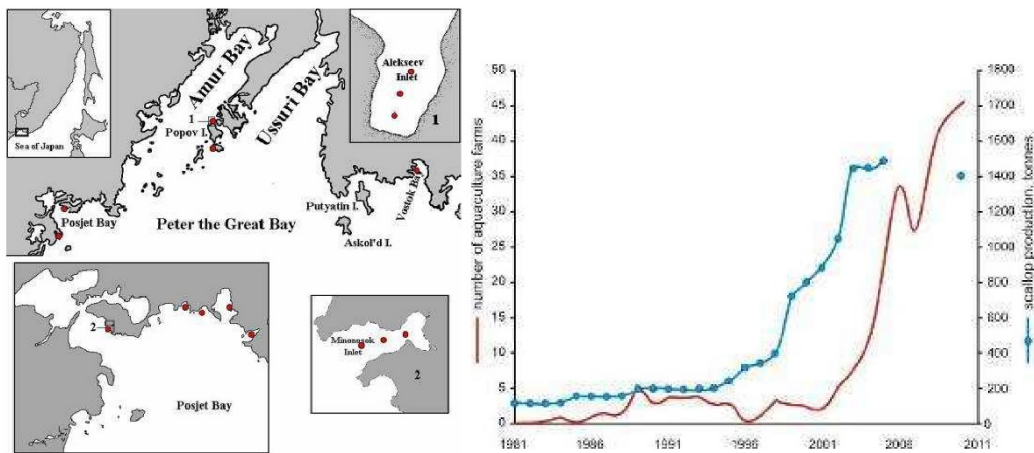 Sea of Japan
Amur Bay
Ussuri Bay
1
Popov I.
Alekseev
Inlet
1
Posjet Bay
Peter the Great Bay
Putyatin I.
Askol'd I.
Vostok Bay
2
Posjet Bay
Minonosok
Inlet
2
number of aquaculture farms
50
45
40
35
30
25
20
15
10
5
0
1981
1986
1991
1996
2001
2006
2011
1800
1600
1400
1200
1000
800
600
400
200
0
scallop production, tonnes